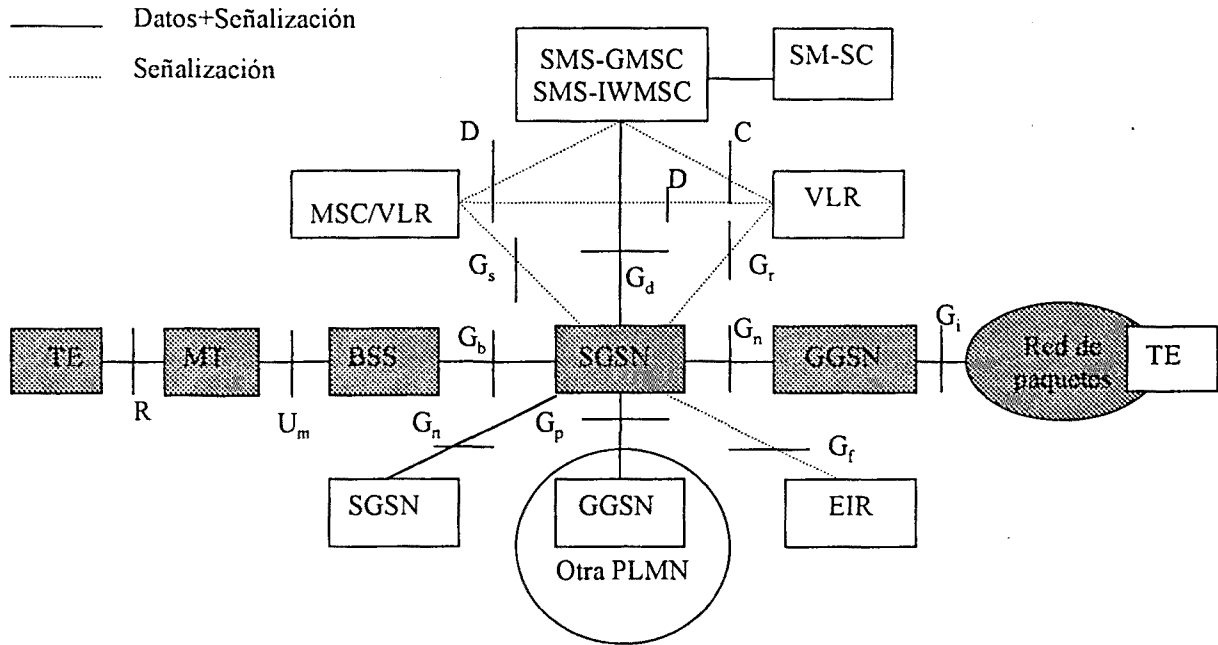 Datos+Señalización
Señalización
SMS-GMSC
SMS-IWMSC
SM-SC
D
C
D
MSC/VLR
VLR
Gs
Gd
Gr
TE
MT
BSS
Gb
SGSN
Gn
GGSN
Gi
Red de
paquetos
TE
R
Um
Gn
Gp
Gf
SGSN
GGSN
EIR
Otra PLMN